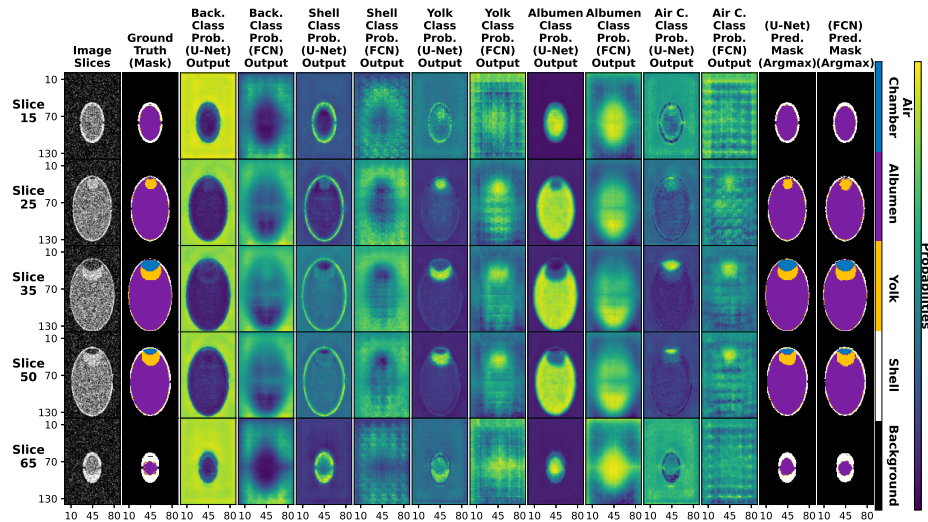 Image
Slices
Ground
Truth
(Mask)
Back.
Class
Prob.
(U-Net)
Output
Back.
Class
Prob.
(FCN)
Output
Shell
Class
Prob.
(U-Net)
Output
Shell
Class
Prob.
(FCN)
Output
Yolk
Class
Prob.
(U-Net)
Output
Yolk
Class
Prob.
(FCN)
Output
Albumen
Class
Prob.
(U-Net)
Output
Albumen
Class
Prob.
(FCN)
Output
Air C.
Class
Prob.
(U-Net)
Output
Air C.
Class
Prob.
(FCN)
Output
(U-Net)
Pred.
Mask
(Argmax)
(FCN)
Pred.
Mask
(Argmax)
Slice
15
10
70
130
Slice
25
10
70
130
Slice
35
10
70
130
Slice
50
10
70
130
Slice
65
10
70
130
10 45 80
10 45 80
10 45 80
10 45 80
10 45 80
10 45 80
10 45 80
10 45 80
10 45 80
10 45 80
10 45 80
10 45 80
10 45 80
10 45 80
Air
Chamber
Albumen
Yolk
Shell
Background
Probabilities